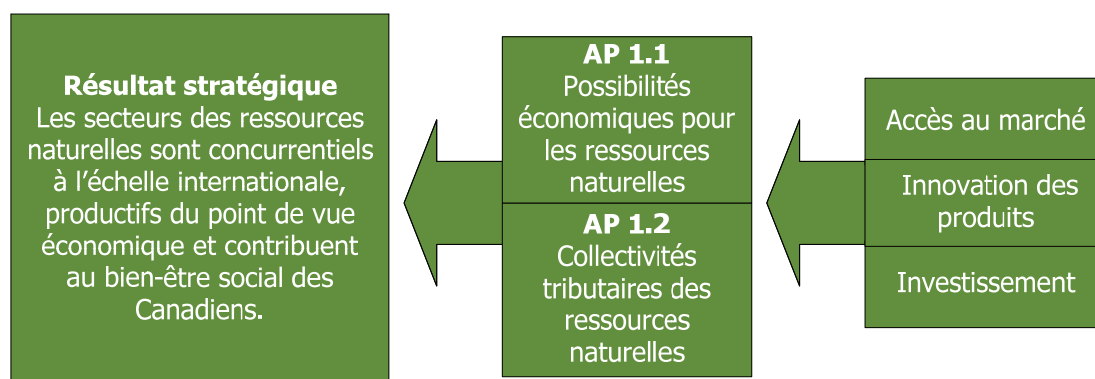 Résultat stratégique
Les secteurs des ressources
naturelles sont concurrentiels
à l'échelle internationale,
productifs du point de vue
économique et contribuent
au bien-être social des
Canadiens.
AP 1.1
Possibilités
économiques pour
les ressources
naturelles
AP 1.2
Collectivités
tributaires des
ressources
naturelles
Accès au marché
Innovation des
produits
Investissement